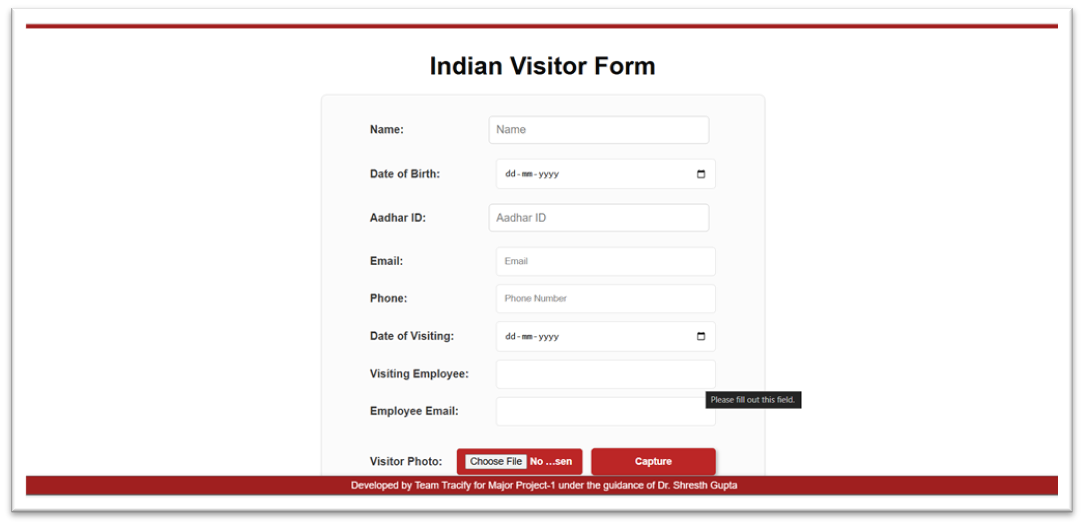 Indian Visitor Form
Name: Name
Date of Birth: dd-mm-yyyy
Aadhar ID: Aadhar ID
Email: Email
Phone: Phone Number
Date of Visiting: dd-mm-yyyy
Visiting Employee:
Please fill out this field.
Employee Email:
Visitor Photo: Choose File No ...sen Capture
Developed by Team Tracify for Major Project-1 under the guidance of Dr. Shresth Gupta